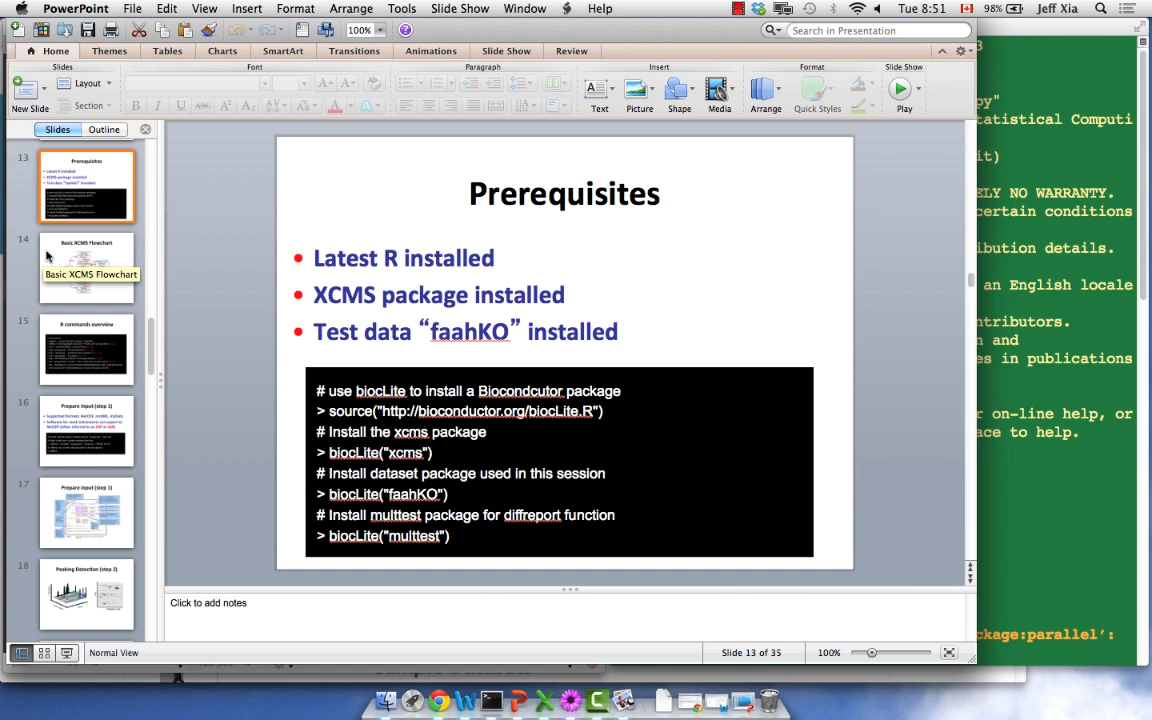 PowerPoint File Edit View Insert Format Arrange Tools Slide Show Window Help
Tue 8:51 98% Jeff Xia
100% Search in Presentation
Home Themes Tables Charts SmartArt Transitions Animations Slide Show Review
Slides Font Paragraph Insert Format Slide Show
New Slide Layout Section
Text Picture Shape Media Arrange Quick Styles Play
Slides Outline
13
Prerequisites
14
Basic XCMS Flowchart
Basic XCMS Flowchart
15
R commands overview
16
Prepare input (step 1)
17
Prepare input (step 1)
18
Peaking Detection (step 2)
Prerequisites
Latest R installed
XCMS package installed
Test data “faahKO” installed
# use biocLite to install a Biocondcutor package
> source("http://bioconductor.org/biocLite.R")
# Install the xcms package
> biocLite("xcms")
# Install dataset package used in this session
> biocLite("faahKO")
# Install multtest package for diffreport function
> biocLite("multtest")
Click to add notes
Normal View Slide 13 of 35 100%
py"
tatistical Computi
it)
ELY NO WARRANTY.
certain conditions
ibution details.
an English locale
ntributors.
n and
es in publications
r on-line help, or
ace to help.
ckage:parallel':